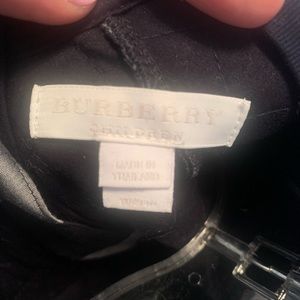 BURBERRY
CHILDREN
MADE IN
THAILAND